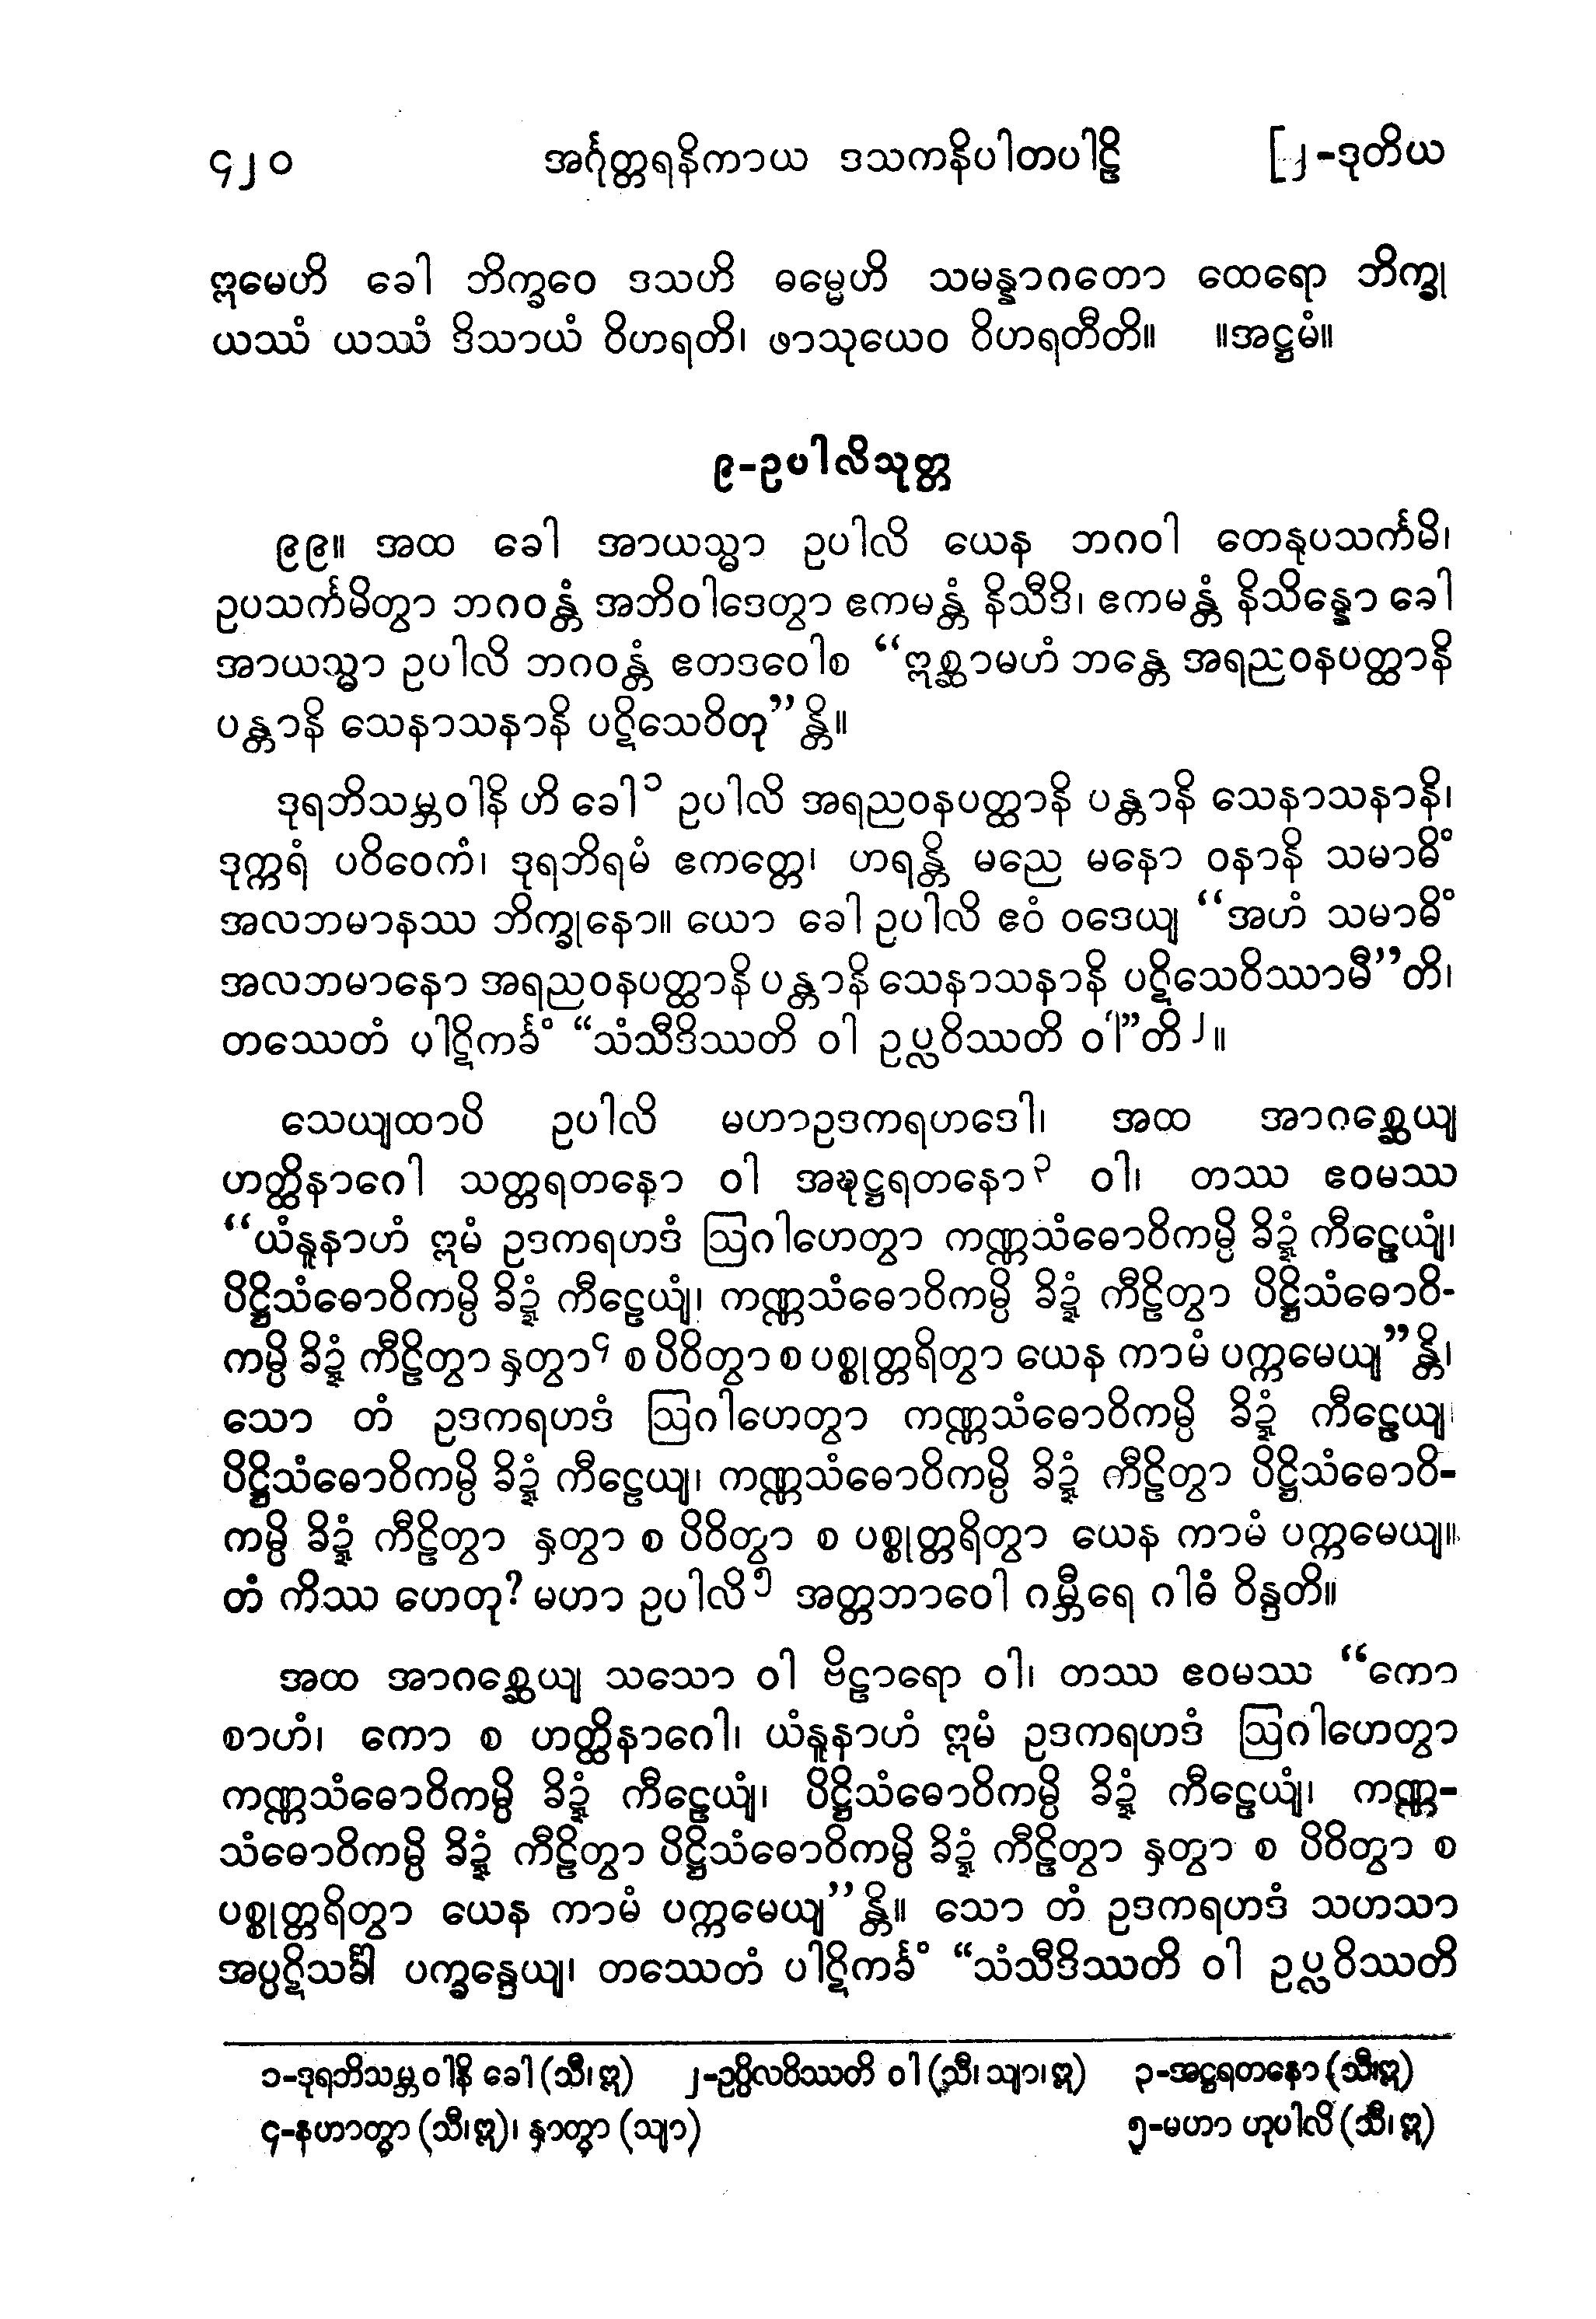 ၄၂၀ အင်္ဂုတ္တရနိကာယ ဒသကနိပါတပါဠိ [၂-ဒုတိယ
ဣမေဟိ ခေါ ဘိက္ခဝေ ဒသဟိ ဓမ္မေဟိ သမန္နာဂတော ထေရော ဘိက္ခု
ယဿံ ယဿံ ဒိသာယံ ဝိဟရတိ၊ ဖာသုယေဝ ဝိဟရတီတိ။ ။အဋ္ဌမံ။
၉-ဥပါလိသုတ္တ
၉၉။ အထ ခေါ အာယသ္မာ ဥပါလိ ယေန ဘဂဝါ တေနုပသင်္ကမိ၊
ဥပသင်္ကမိတွာ ဘဂဝန္တံ အဘိဝါဒေတွာ ဧကမန္တံ နိသီဒိ၊ ဧကမန္တံ နိသိန္နော ခေါ
အာယသ္မာ ဥပါလိ ဘဂဝန္တံ ဧတဒဝေါစ “ဣစ္ဆာမဟံ ဘန္တေ အရညဝနပတ္ထာနိ
ပန္တာနိ သေနာသနာနိ ပဋိသေဝိတု”န္တိ။
ဒုရဘိသမ္ဘဝါနိ ဟိ ခေါ၁ ဥပါလိ အရညဝနပတ္ထာနိ ပန္တာနိ သေနာသနာနိ၊
ဒုက္ကရံ ပဝိဝေကံ၊ ဒုရဘိရမံ ဧကတ္တေ၊ ဟရန္တိ မညေ မနော ဝနာနိ သမာဓိံ
အလဘမာနဿ ဘိက္ခုနော။ ယော ခေါ ဥပါလိ ဧဝံ ဝဒေယျ “အဟံ သမာဓိံ
အလဘမာနော အရညဝနပတ္ထာနိ ပန္တာနိ သေနာသနာနိ ပဋိသေဝိဿာမီ”တိ၊
တဿေတံ ပါဋိကင်္ခံ “သံသီဒိဿတိ ဝါ ဥပ္လဝိဿတိ ဝါ”တိ၂။
သေယျထာပိ ဥပါလိ မဟာဥဒကရဟဒေါ၊ အထ အာဂစ္ဆေယျ
ဟတ္ထိနာဂေါ သတ္တရတနော ဝါ အဍ္ဎဋ္ဌရတနော၃ ဝါ၊ တဿ ဧဝမဿ
“ယံနူနာဟံ ဣမံ ဥဒကရဟဒံ ဩဂါဟေတွာ ကဏ္ဏသံဓောဝိကမ္ပိ ခိဍ္ဍံ ကီဠေယျံ၊
ပိဋ္ဌိသံဓောဝိကမ္ပိ ခိဍ္ဍံ ကီဠေယျံ၊ ကဏ္ဏသံဓောဝိကမ္ပိ ခိဍ္ဍံ ကီဠိတွာ ပိဋ္ဌိသံဓောဝိ-
ကမ္ပိ ခိဍ္ဍံ ကီဠိတွာ နှတွာ၄ စ ပိဝိတွာ စ ပစ္စုတ္တရိတွာ ယေန ကာမံ ပက္ကမေယျ”န္တိ၊
သော တံ ဥဒကရဟဒံ ဩဂါဟေတွာ ကဏ္ဏသံဓောဝိကမ္ပိ ခိဍ္ဍံ ကီဠေယျ၊
ပိဋ္ဌိသံဓောဝိကမ္ပိ ခိဍ္ဍံ ကီဠေယျ၊ ကဏ္ဏသံဓောဝိကမ္ပိ ခိဍ္ဍံ ကီဠိတွာ ပိဋ္ဌိသံဓောဝိ-
ကမ္ပိ ခိဍ္ဍံ ကီဠိတွာ နှတွာ စ ပိဝိတွာ စ ပစ္စုတ္တရိတွာ ယေန ကာမံ ပက္ကမေယျ။
တံ ကိဿ ဟေတု? မဟာ ဥပါလိ၅ အတ္တဘာဝေါ ဂမ္ဘီရေ ဂါဓံ ဝိန္ဒတိ။
အထ အာဂစ္ဆေယျ သသော ဝါ ဗိဠာရော ဝါ၊ တဿ ဧဝမဿ “ကော
စာဟံ၊ ကော စ ဟတ္ထိနာဂေါ၊ ယံနူနာဟံ ဣမံ ဥဒကရဟဒံ ဩဂါဟေတွာ
ကဏ္ဏသံဓောဝိကမ္ပိ ခိဍ္ဍံ ကီဠေယျံ၊ ပိဋ္ဌိသံဓောဝိကမ္ပိ ခိဍ္ဍံ ကီဠေယျံ၊ ကဏ္ဏ-
သံဓောဝိကမ္ပိ ခိဍ္ဍံ ကီဠိတွာ ပိဋ္ဌိသံဓောဝိကမ္ပိ ခိဍ္ဍံ ကီဠိတွာ နှတွာ စ ပိဝိတွာ စ
ပစ္စုတ္တရိတွာ ယေန ကာမံ ပက္ကမေယျ”န္တိ။ သော တံ ဥဒကရဟဒံ သဟသာ
အပ္ပဋိသင်္ခါ ပက္ခန္ဒေယျ၊ တဿေတံ ပါဋိကင်္ခံ “သံသီဒိဿတိ ဝါ ဥပ္လဝိဿတိ
၁-ဒုရဘိသမ္ဘဝါနိ ခေါ (သီ၊ ဣ) ၂-ဥပ္ပိလဝိဿတိ ဝါ (သီ၊ သျာ၊ ဣ) ၃-အဋ္ဌရတနော (သီ၊ ဣ)
၄-နဟာတွာ (သီ၊ ဣ)၊ နှာတွာ (သျာ) ၅-မဟာ ဟုပါလိ (သီ၊ ဣ)